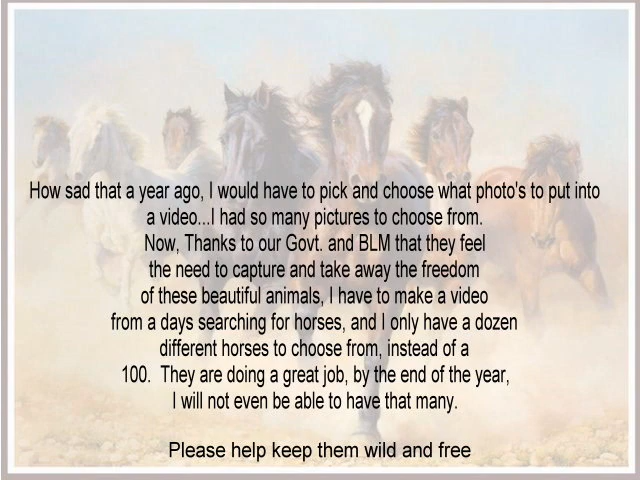 How sad that a year ago, I would have to pick and choose what photo's to put into
a video...I had so many pictures to choose from.
Now, Thanks to our Govt. and BLM that they feel
the need to capture and take away the freedom
of these beautiful animals, I have to make a video
from a days searching for horses, and I only have a dozen
different horses to choose from, instead of a
100.  They are doing a great job, by the end of the year,
I will not even be able to have that many.
Please help keep them wild and free